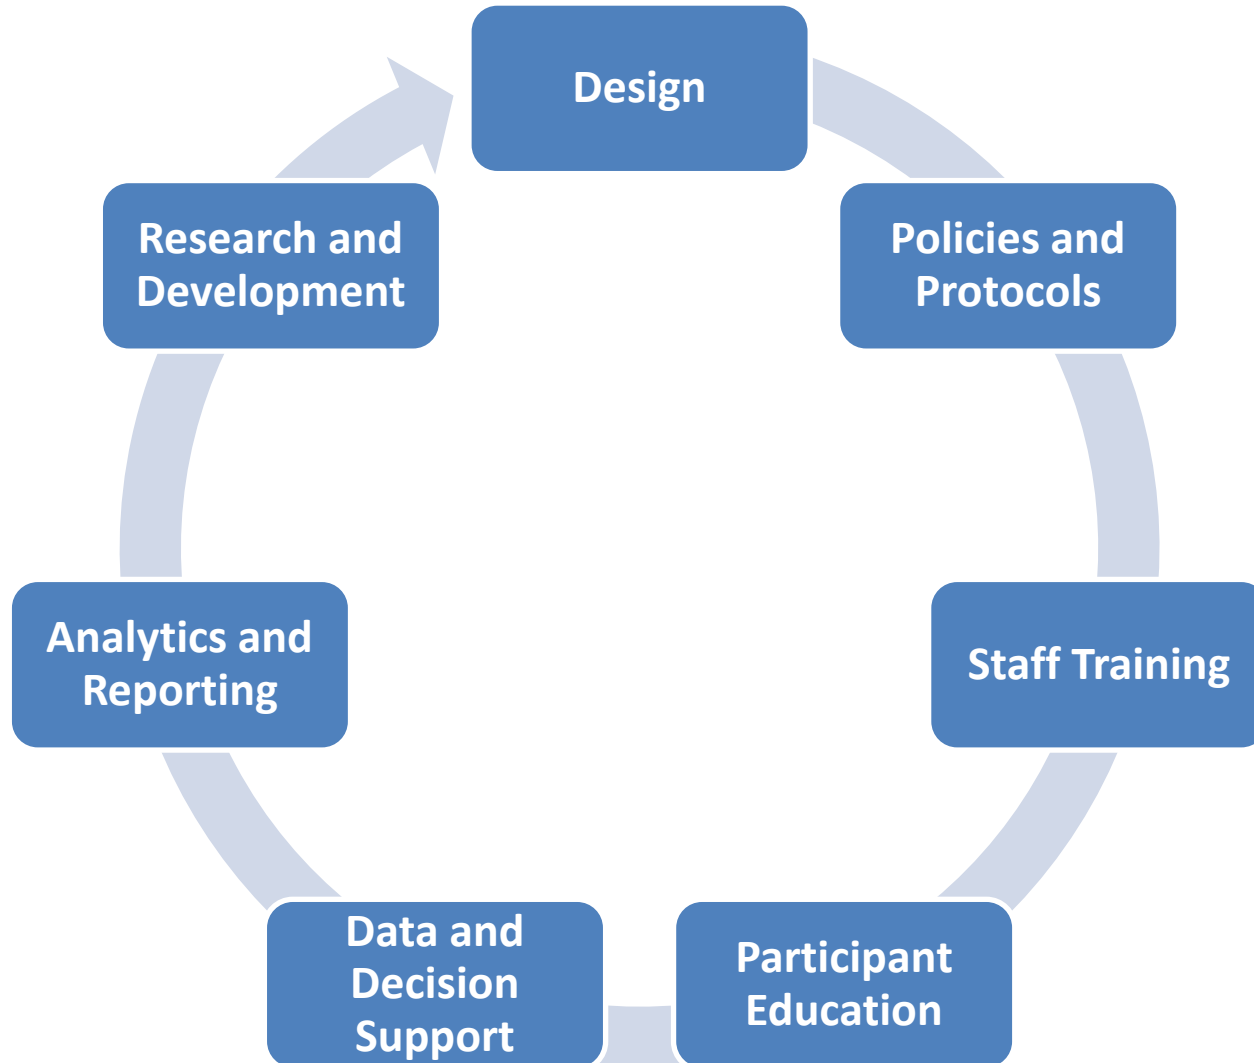 Design
Policies and
Protocols
Staff Training
Participant
Education
Data and
Decision
Support
Analytics and
Reporting
Research and
Development